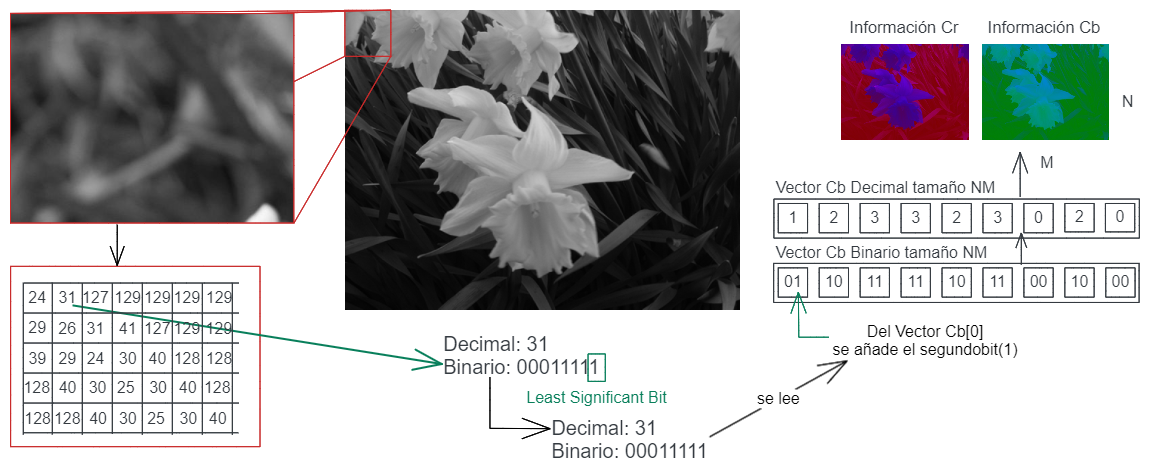 Información Cr
Información Cb
N
M
Vector Cb Decimal tamaño NM
1 2 3 3 2 3 0 2 0
Vector Cb Binario tamaño NM
01 10 11 11 10 11 00 10 00
24 31 127 129 129 129 129
29 26 31 41 127 129 129
39 29 24 30 40 128 128
128 40 30 25 30 40 128
128 128 40 30 25 30 40
Decimal: 31
Binario: 00011111
Least Significant Bit
Decimal: 31
Binario: 00011111
se lee
Del Vector Cb[0]
se añade el segundobit(1)